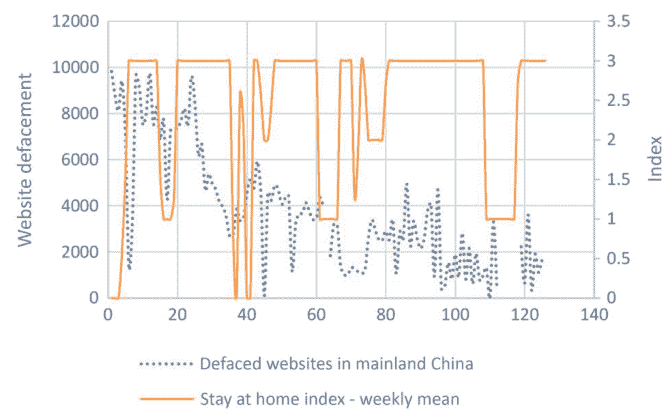 12000 3.5
10000 3
8000 2.5
6000 2
4000 1.5
2000 1
0 0.5
0
Website defacement
Index
0 20 40 60 80 100 120 140
Defaced websites in mainland China
Stay at home index - weekly mean